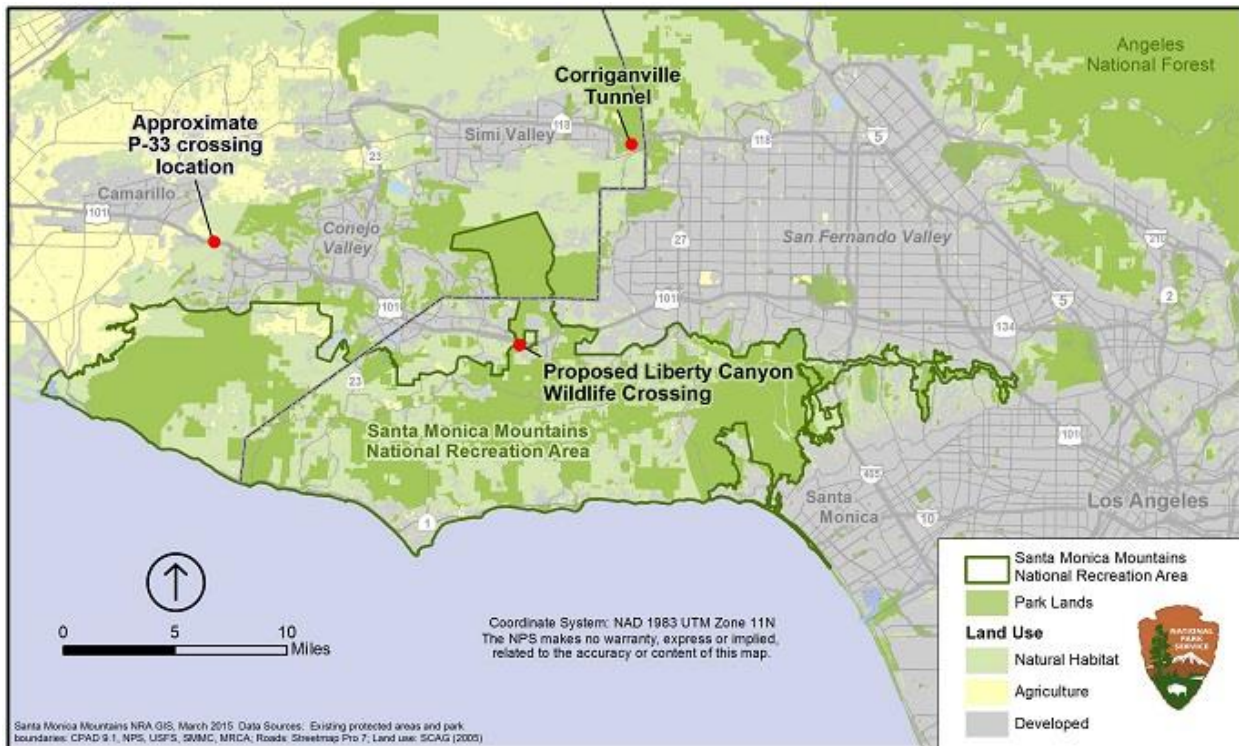 Angeles
National Forest
Corriganville
Tunnel
Approximate
P-33 crossing
location
118
Simi Valley
118
5
23
Camarillo
101
Conejo
Valley
27
San Fernando Valley
210
101
101
5
2
134
23
Proposed Liberty Canyon
Wildlife Crossing
Santa Monica Mountains
National Recreation Area
101
405
Santa
Monica
Los Angeles
10
1
Santa Monica Mountains
National Recreation Area
Park Lands
Land Use
Natural Habitat
Agriculture
Developed
NATIONAL
PARK
SERVICE
0 5 10
Miles
Coordinate System: NAD 1983 UTM Zone 11N
The NPS makes no warranty, express or implied,
related to the accuracy or content of this map.
Santa Monica Mountains NRA GIS, March 2015 Data Sources: Existing protected areas and park
boundaries: CPAD 9.1, NPS, USFS, SMMC, MRCA; Roads: Streetmap Pro 7; Land use: SCAG (2005)